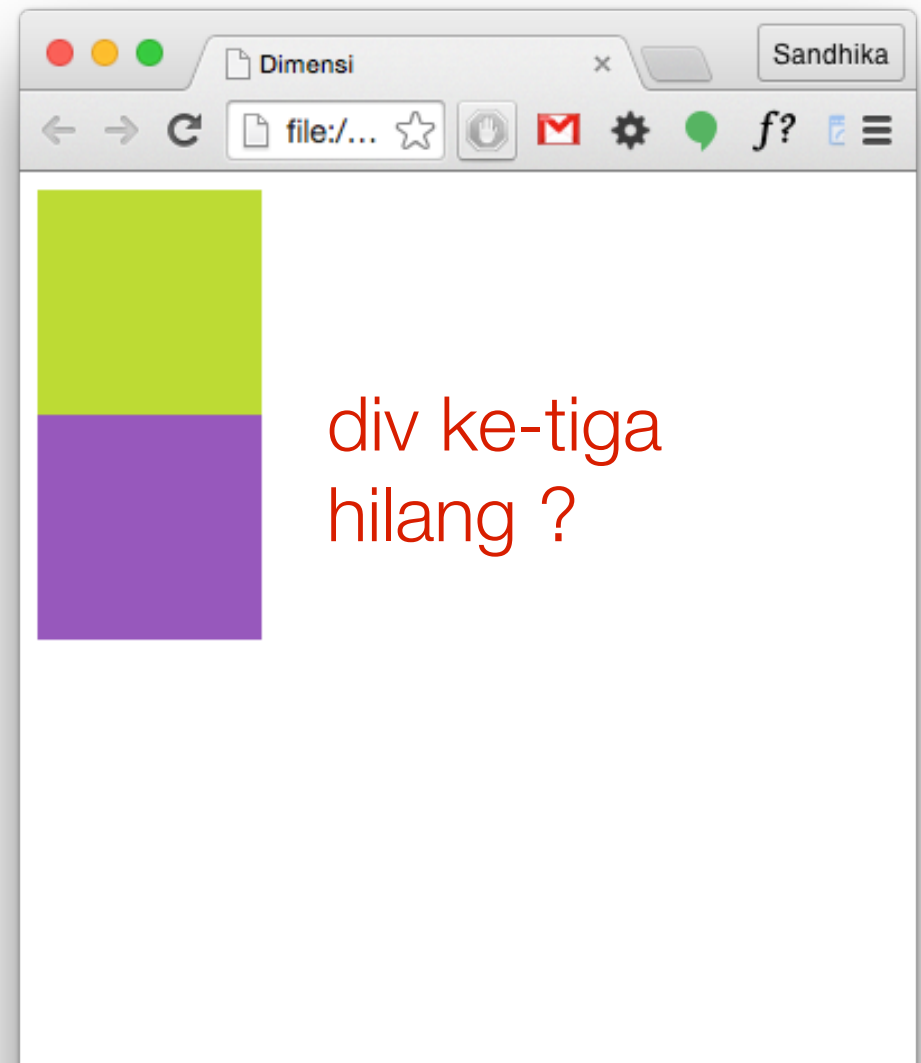 Dimensi
Sandhika
file:/...
f?
div ke-tiga
hilang ?